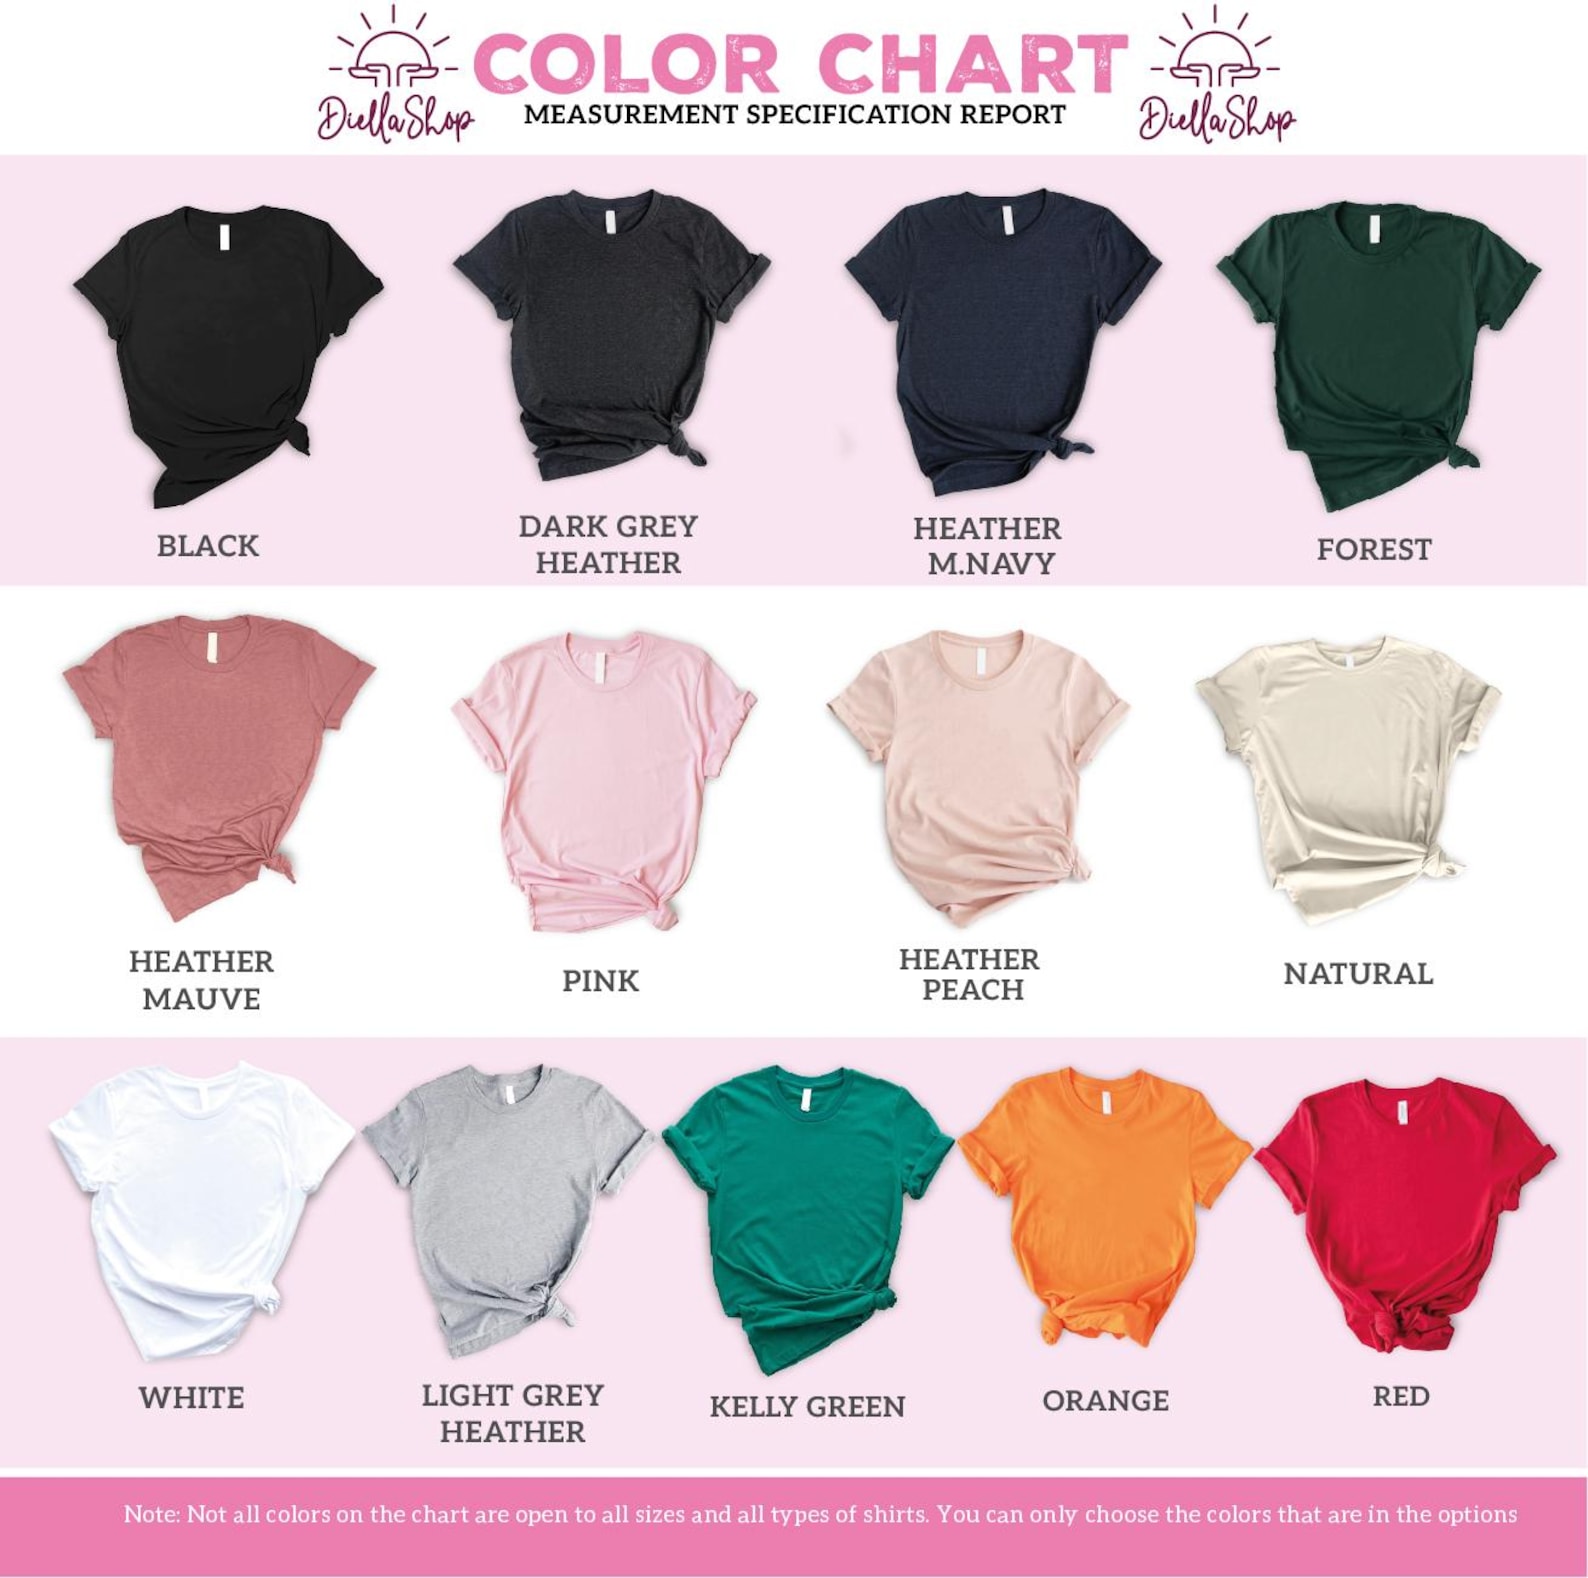 DiellaShop
COLOR CHART
MEASUREMENT SPECIFICATION REPORT
DiellaShop
BLACK
DARK GREY
HEATHER
HEATHER
M.NAVY
FOREST
HEATHER
MAUVE
PINK
HEATHER
PEACH
NATURAL
WHITE
LIGHT GREY
HEATHER
KELLY GREEN
ORANGE
RED
Note: Not all colors on the chart are open to all sizes and all types of shirts. You can only choose the colors that are in the options